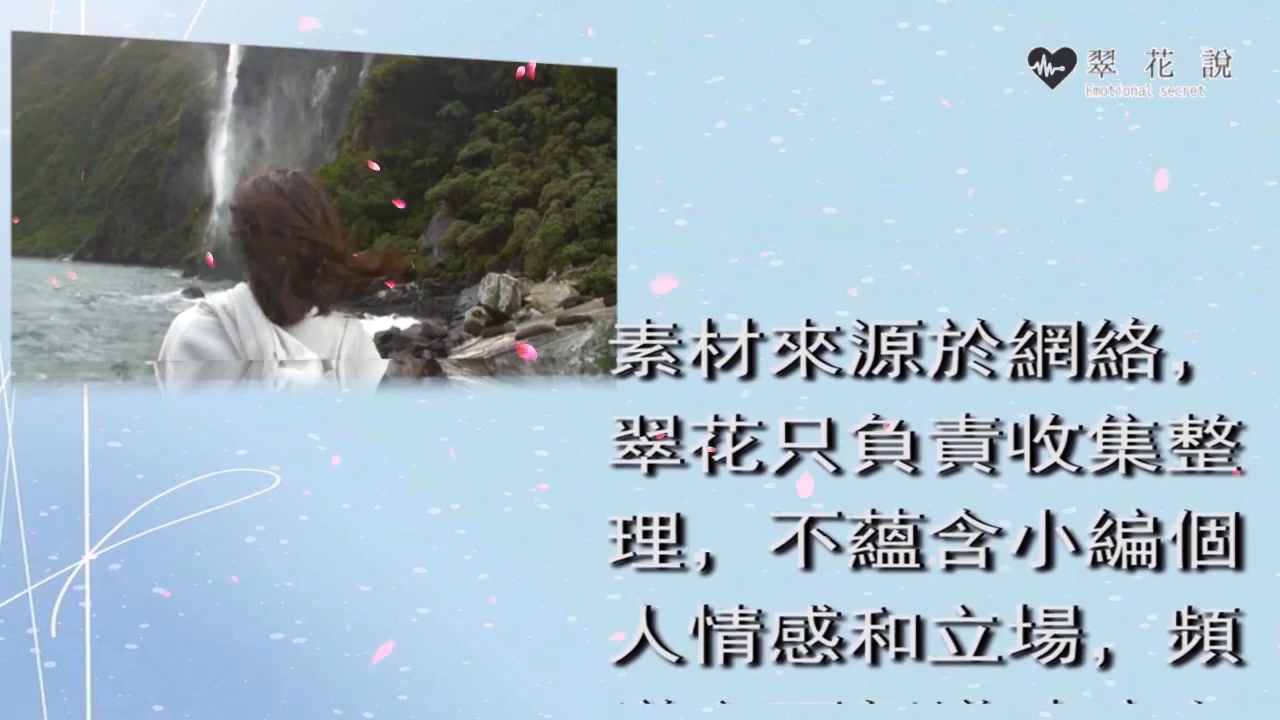 翠花說
Emotional secret
素材來源於網絡，
翠花只負責收集整
理，不蘊含小編個
人情感和立場，頻